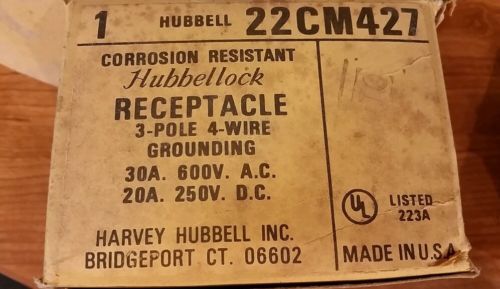 1 HUBBELL 22CM427
CORROSION RESISTANT
Hubbellock
RECEPTACLE
3-POLE 4-WIRE
GROUNDING
30A. 600V. A.C.
20A. 250V. D.C.
UL LISTED
223A
HARVEY HUBBELL INC.
BRIDGEPORT CT. 06602
MADE IN U.S.A